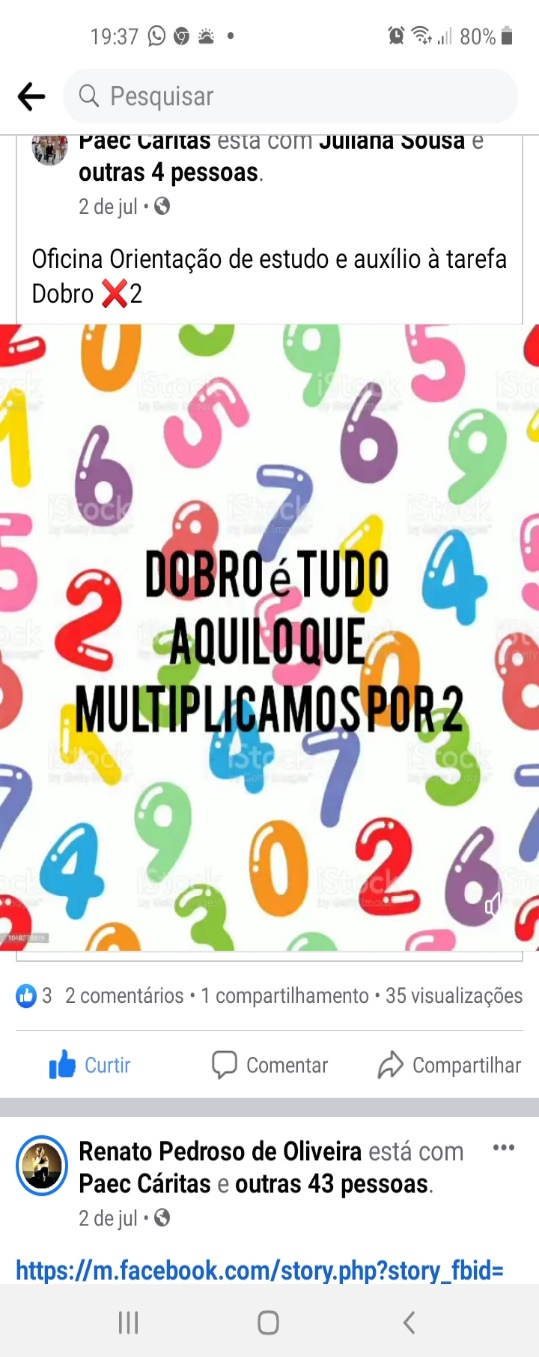 19:37 80%
Pesquisar
Paec Cáritas está com Juliana Sousa e
outras 4 pessoas.
2 de jul •
Oficina Orientação de estudo e auxílio à tarefa
Dobro ❌2
DOBRO é TUDO
AQUILO QUE
MULTIPLICAMOS POR 2
3 2 comentários • 1 compartilhamento • 35 visualizações
Curtir Comentar Compartilhar
Renato Pedroso de Oliveira está com
Paec Cáritas e outras 43 pessoas.
2 de jul •
https://m.facebook.com/story.php?story_fbid=